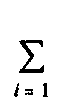 ∑
i = 1